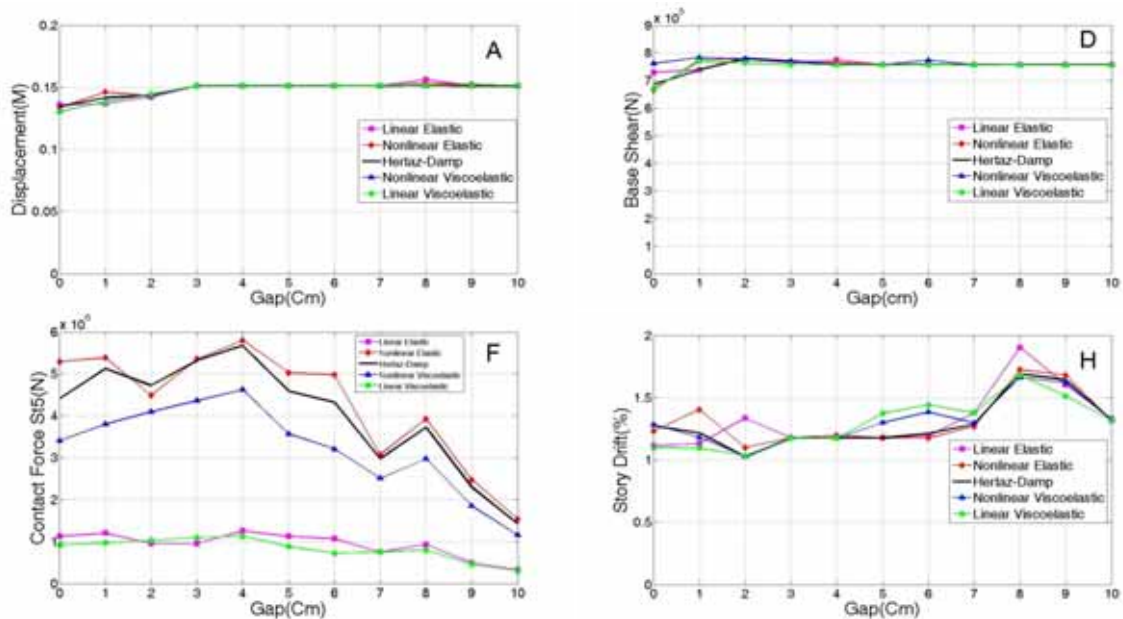 A
Displacement(M)
0.2
0.15
0.1
0.05
0
Linear Elastic
Nonlinear Elastic
Hertaz-Damp
Nonlinear Viscoelastic
Linear Viscoelastic
0 1 2 3 4 5 6 7 8 9 10
Gap(Cm)
D
Base Shear(N)
9
8
7
6
5
4
3
2
1
0
Linear Elastic
Nonlinear Elastic
Hertaz-Damp
Nonlinear Viscoelastic
Linear Viscoelastic
0 1 2 3 4 5 6 7 8 9 10
Gap(cm)
F
Contact Force St5(N)
6
5
4
3
2
1
0
Linear Elastic
Nonlinear Elastic
Hertaz-Damp
Nonlinear Viscoelastic
Linear Viscoelastic
0 1 2 3 4 5 6 7 8 9 10
Gap(Cm)
H
Story Drift(%)
2
1.5
1
0.5
0
Linear Elastic
Nonlinear Elastic
Hertaz-Damp
Nonlinear Viscoelastic
Linear Viscoelastic
0 1 2 3 4 5 6 7 8 9 10
Gap(Cm)